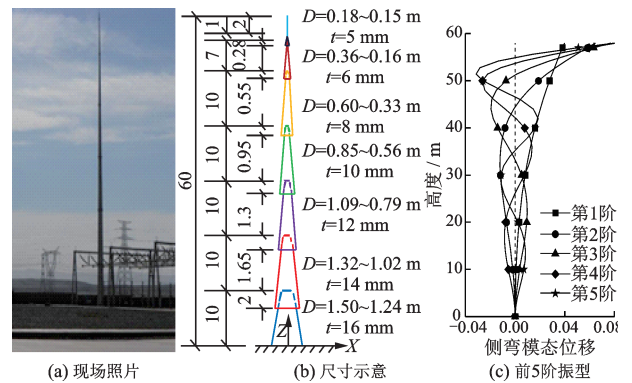 60
1
2
D=0.18~0.15 m
t=5 mm
7
0.28
D=0.36~0.16 m
t=6 mm
10
0.55
D=0.60~0.33 m
t=8 mm
10
0.95
D=0.85~0.56 m
t=10 mm
10
1.3
D=1.09~0.79 m
t=12 mm
10
1.65
D=1.32~1.02 m
t=14 mm
10
2
D=1.50~1.24 m
t=16 mm
Z
X
高度 / m
60
50
40
30
20
10
0
-0.04 0.00 0.04 0.08
侧弯模态位移
第1阶
第2阶
第3阶
第4阶
第5阶
(a) 现场照片
(b) 尺寸示意
(c) 前5阶振型